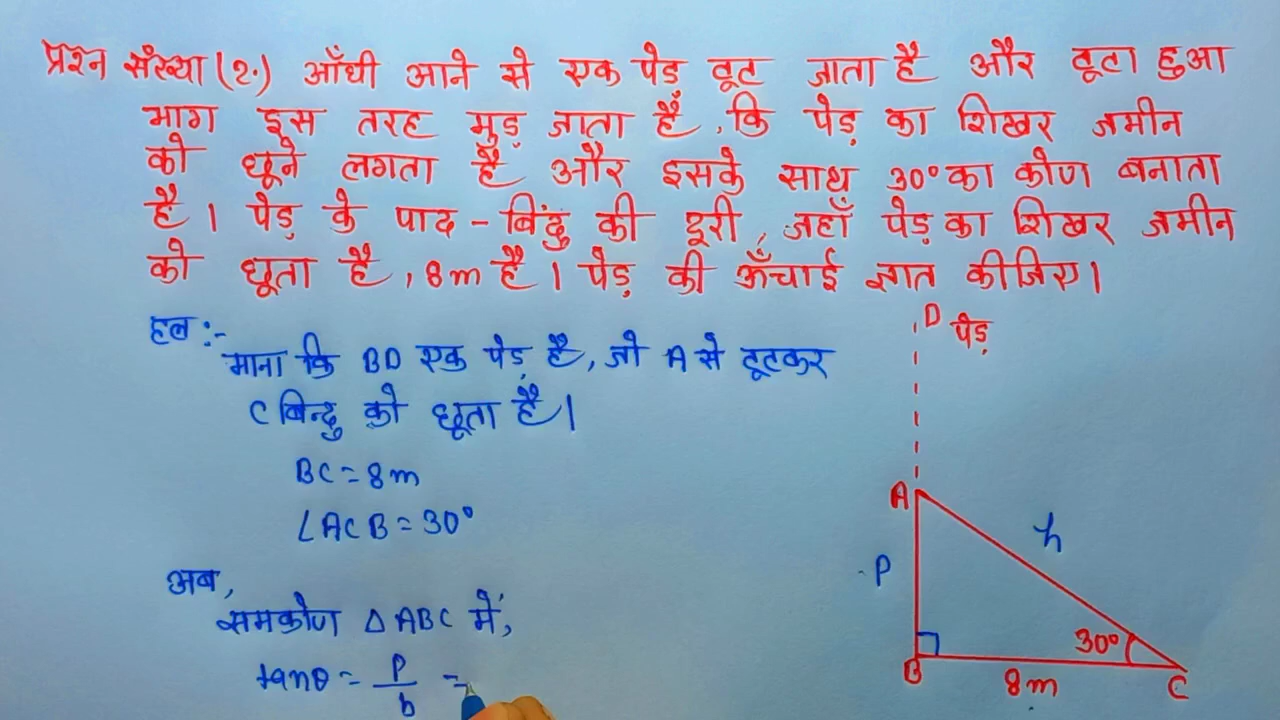 प्रश्न संख्या (2.) आँधी आने से एक पेड़ टूट जाता है और टूटा हुआ
भाग इस तरह मुड़ जाता है, कि पेड़ का शिखर जमीन
को छूने लगता है और इसके साथ 30° का कोण बनाता
है। पेड़ के पाद-बिंदु की दूरी, जहाँ पेड़ का शिखर जमीन
को छूता है, 8m है। पेड़ की ऊँचाई ज्ञात कीजिए।
हल :-
माना कि BD एक पेड़ है, जो A से टूटकर
C बिन्दु को छूता है।
BC = 8m
∠ACB = 30°
अब,
समकोण △ ABC में,
tanθ = P/b =
D पेड़
A
h
P
30°
B
8m
C